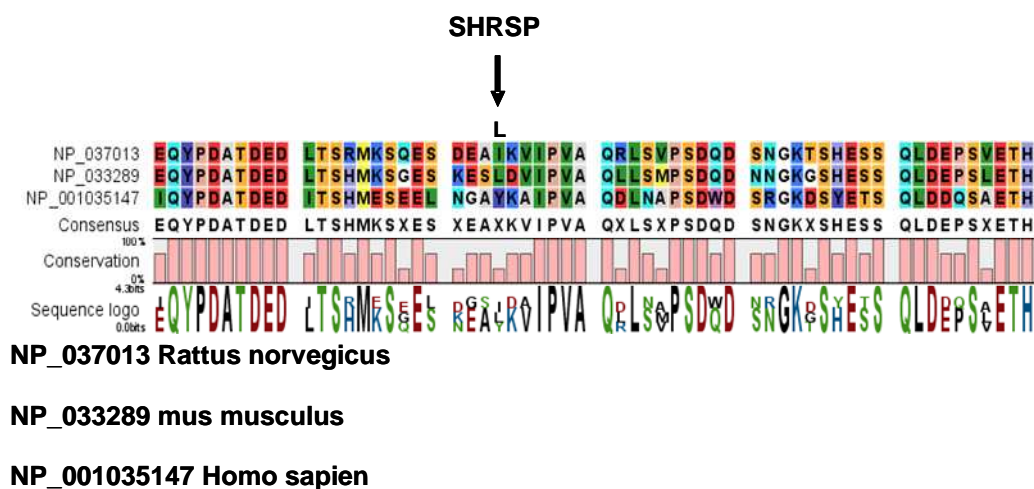 SHRSP
L
NP_037013 EQYPDATDED LTSRMKSQES DEAIKVIPVA QRLSVPSDQD SNGKTSHESS QLDEPSVETH
NP_033289 EQYPDATDED LTSHMKSGES KESLDVIPVA QLLSMPSDQD NNGKGSHESS QLDEPSLETH
NP_001035147 IQYPDATDED LTSHMESEEL NGAYKAIPVA QDLNAPSDWD SRGKDSYETS QLDDQSAETH
Consensus EQYPDATDED LTSHMKSXES XEAXKVIPVA QXLSXPSDQD SNGKXSHESS QLDEPSXETH
100%
Conservation
0%
4.3bits
Sequence logo
0.0bits
NP_037013 Rattus norvegicus
NP_033289 mus musculus
NP_001035147 Homo sapien